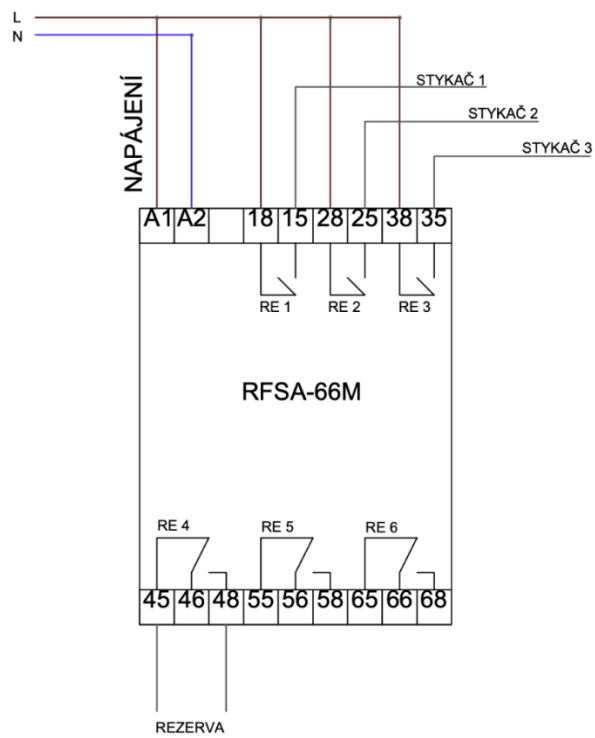 L
N
NAPÁJENÍ
STYKAČ 1
STYKAČ 2
STYKAČ 3
A1 A2 18 15 28 25 38 35
RE 1 RE 2 RE 3
RFSA-66M
RE 4 RE 5 RE 6
45 46 48 55 56 58 65 66 68
REZERVA